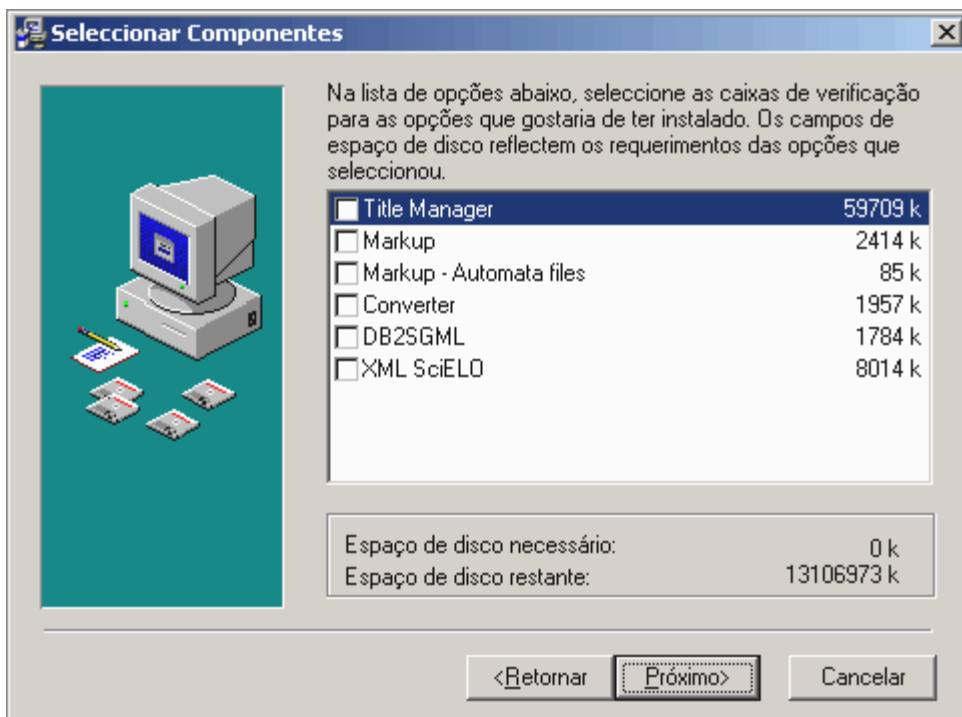 Seleccionar Componentes
Na lista de opções abaixo, seleccione as caixas de verificação
para as opções que gostaria de ter instalado. Os campos de
espaço de disco reflectem os requerimentos das opções que
seleccionou.
Title Manager 59709 k
Markup 2414 k
Markup - Automata files 85 k
Converter 1957 k
DB2SGML 1784 k
XML SciELO 8014 k
Espaço de disco necessário: 0 k
Espaço de disco restante: 13106973 k
<Retornar Próximo> Cancelar